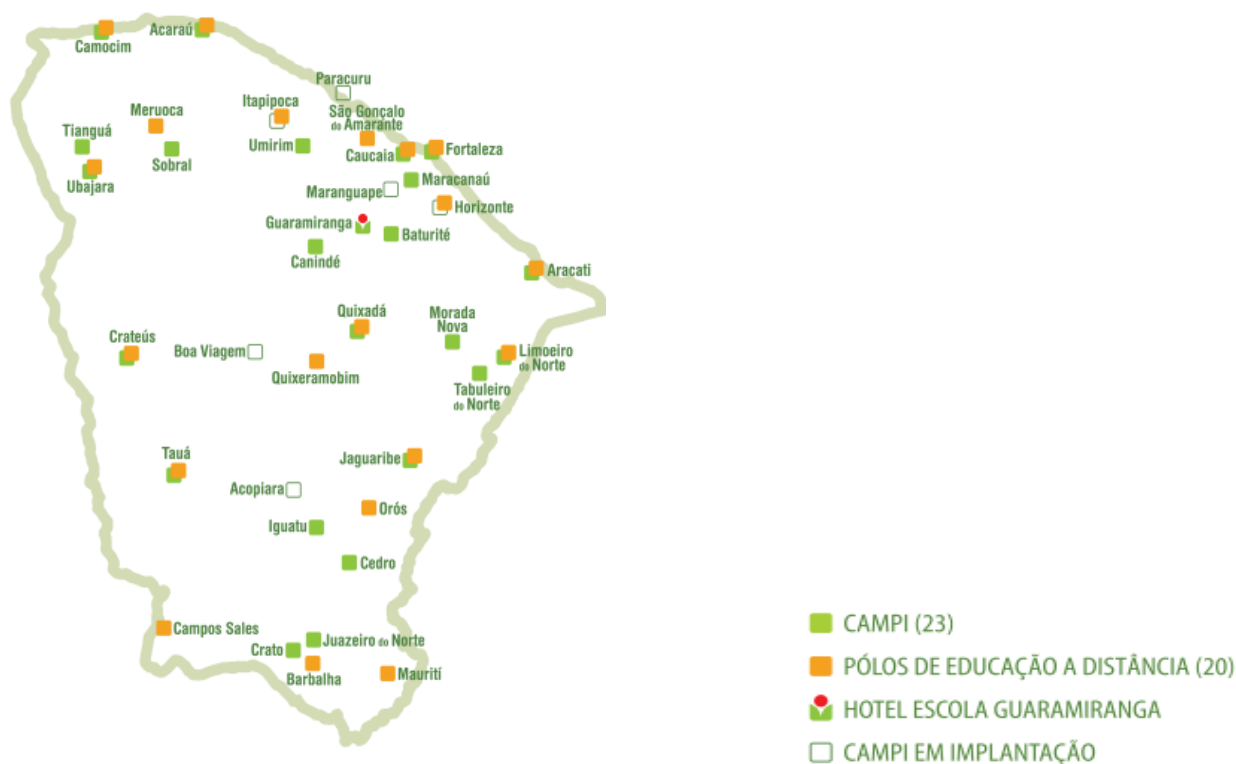 Acaraú
Camocim
Paracuru
Itapipoca
São Gonçalo
do Amarante
Meruoca
Tianguá
Umirim
Sobral
Caucaia
Fortaleza
Ubajara
Maracanaú
Maranguape
Horizonte
Guaramiranga
Baturité
Canindé
Aracati
Quixadá
Morada
Nova
Crateús
Boa Viagem
Limoeiro
do Norte
Quixeramobim
Tabuleiro
do Norte
Tauá
Jaguaribe
Acopiara
Orós
Iguatu
Cedro
Campos Sales
Juazeiro do Norte
Crato
Barbalha
Maurití
CAMPI (23)
PÓLOS DE EDUCAÇÃO A DISTÂNCIA (20)
HOTEL ESCOLA GUARAMIRANGA
CAMPI EM IMPLANTAÇÃO